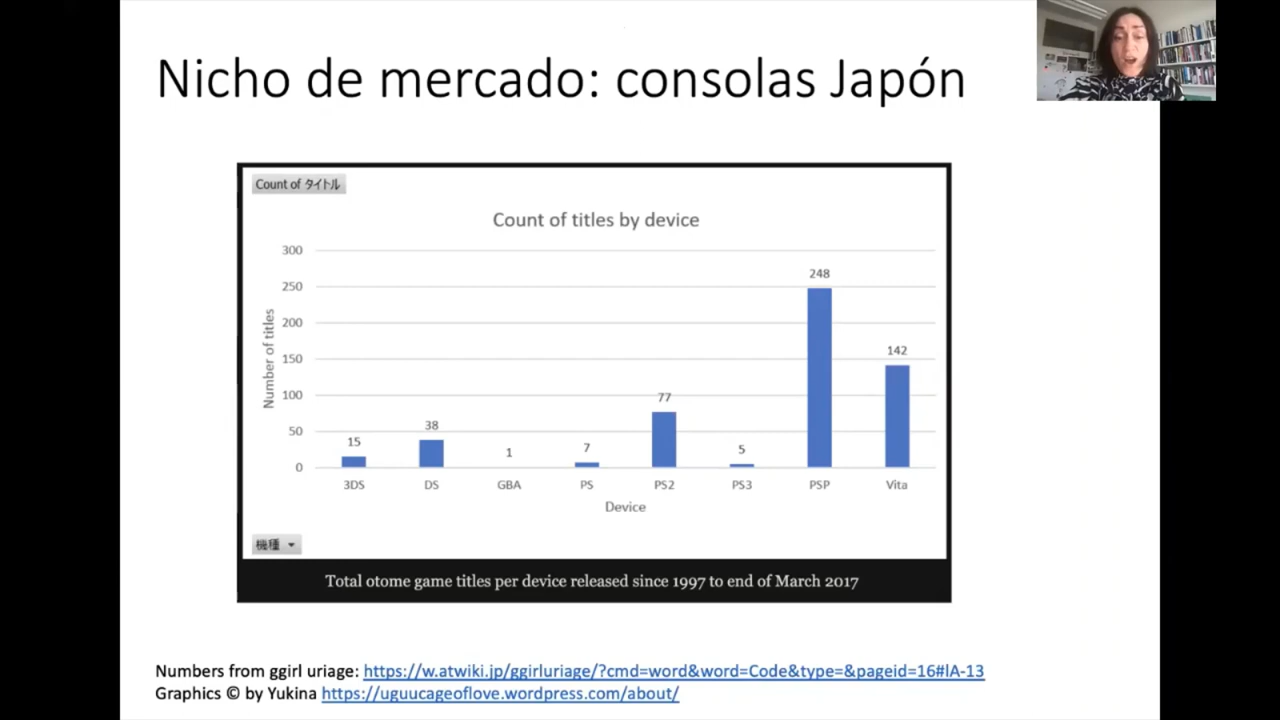 Nicho de mercado: consolas Japón
Count of タイトル
Count of titles by device
300
250
200
150
100
50
0
Number of titles
15
38
1
7
77
5
248
142
3DS
DS
GBA
PS
PS2
PS3
PSP
Vita
Device
機種
Total otome game titles per device released since 1997 to end of March 2017
Numbers from ggirl uriage: https://w.atwiki.jp/ggirluriage/?cmd=word&word=Code&type=&pageid=16#lA-13
Graphics © by Yukina https://uguucageoflove.wordpress.com/about/